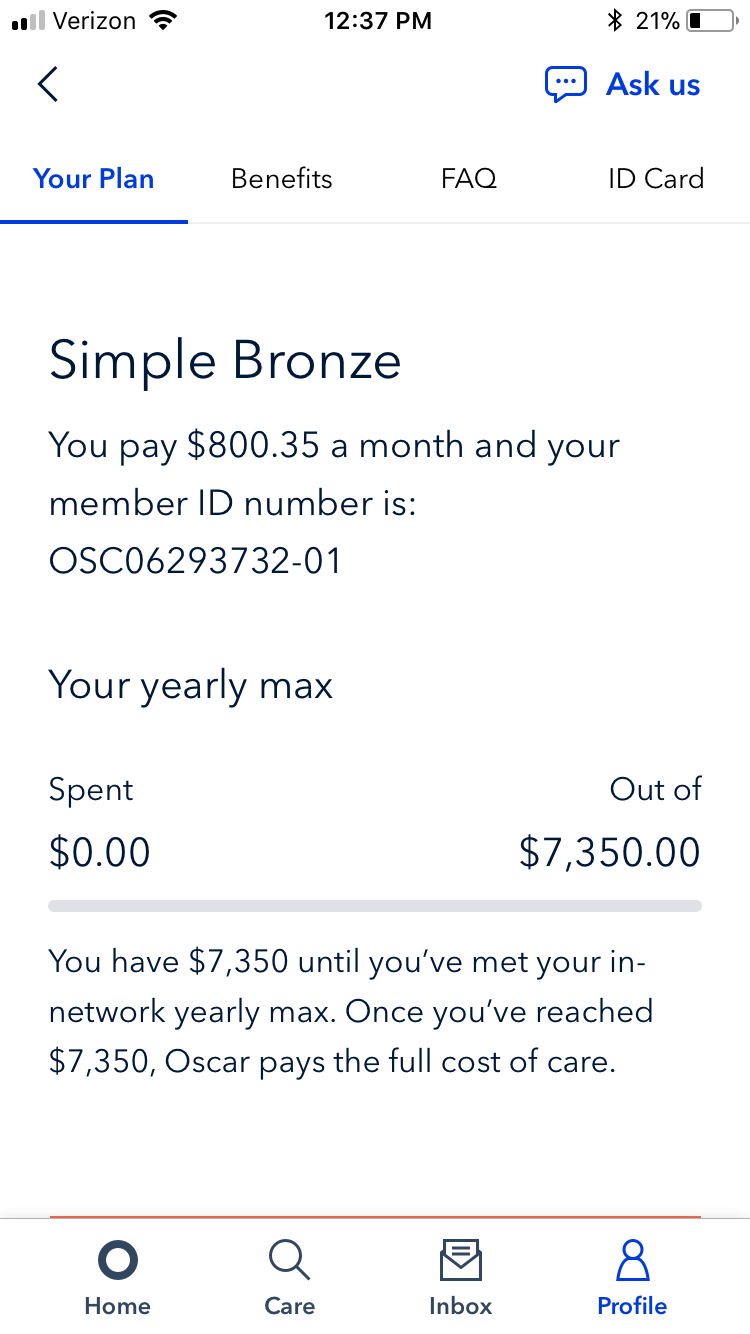 Verizon 12:37 PM 21%
Ask us
Your Plan Benefits FAQ ID Card
Simple Bronze
You pay $800.35 a month and your
member ID number is:
OSC06293732-01
Your yearly max
Spent Out of
$0.00 $7,350.00
You have $7,350 until you’ve met your in-
network yearly max. Once you’ve reached
$7,350, Oscar pays the full cost of care.
Home Care Inbox Profile